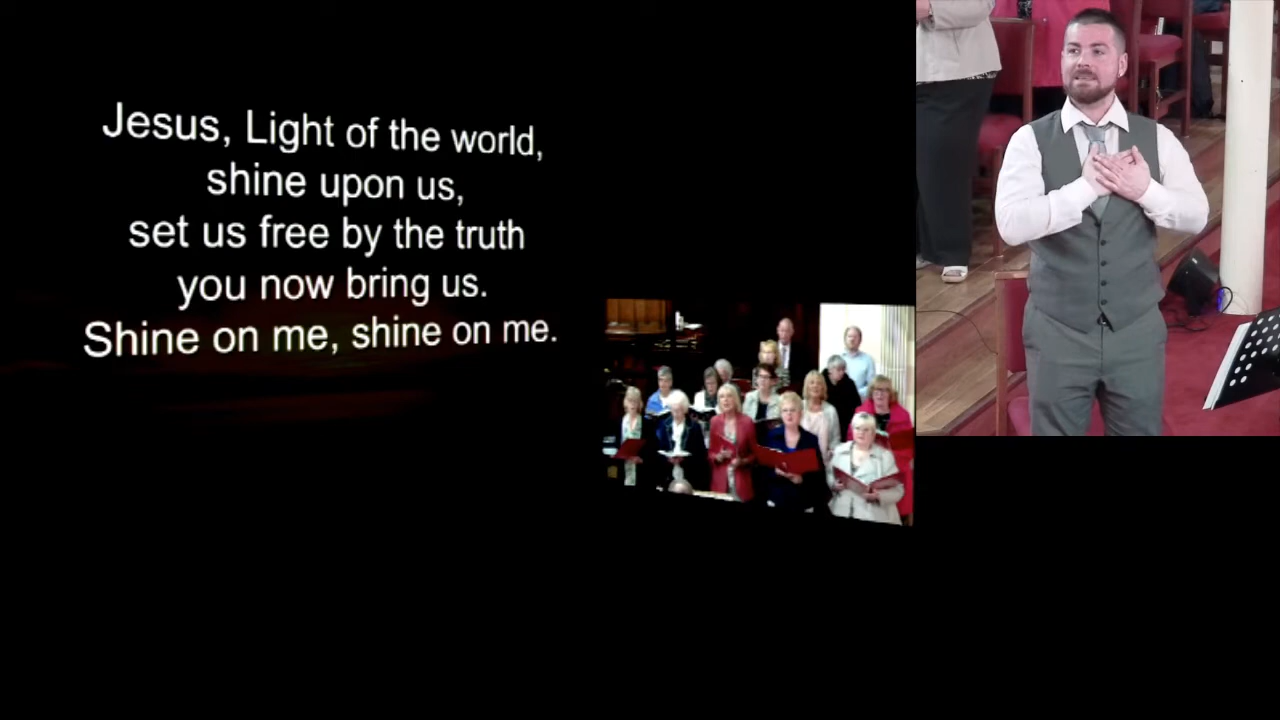 Jesus, Light of the world,
shine upon us,
set us free by the truth
you now bring us.
Shine on me, shine on me.